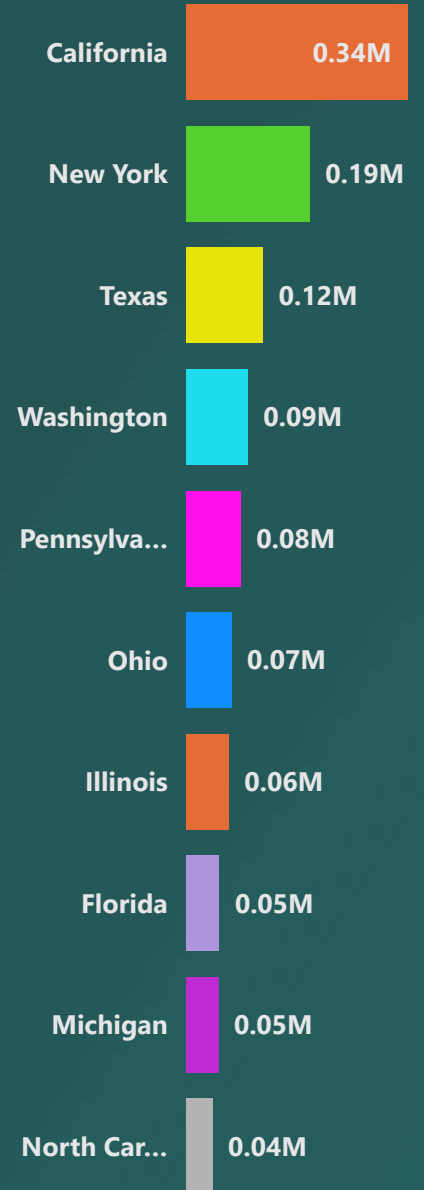 California 0.34M
New York 0.19M
Texas 0.12M
Washington 0.09M
Pennsylva... 0.08M
Ohio 0.07M
Illinois 0.06M
Florida 0.05M
Michigan 0.05M
North Car... 0.04M